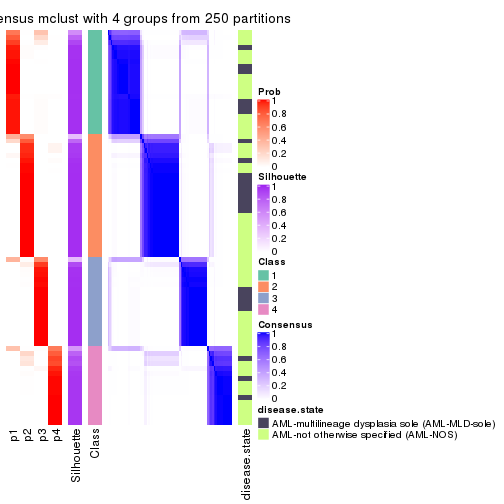 ensus mclust with 4 groups from 250 partitions
Prob
1
0.8
0.6
0.4
0.2
0
Silhouette
1
0.8
0.6
0.4
0.2
0
Class
1
2
3
4
Consensus
1
0.8
0.6
0.4
0.2
0
disease.state
AML-multilineage dysplasia sole (AML-MLD-sole)
AML-not otherwise specified (AML-NOS)
p1
p2
p3
p4
Silhouette
Class
disease.state